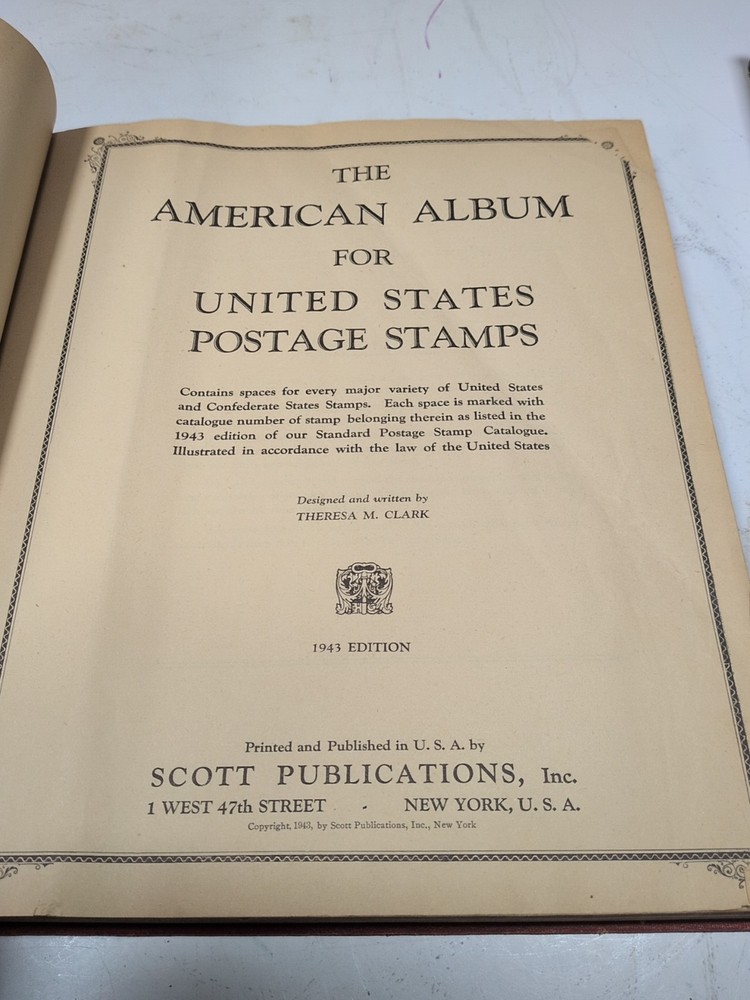 THE
AMERICAN ALBUM
FOR
UNITED STATES
POSTAGE STAMPS
Contains spaces for every major variety of United States
and Confederate States Stamps. Each space is marked with
catalogue number of stamp belonging therein as listed in the
1943 edition of our Standard Postage Stamp Catalogue.
Illustrated in accordance with the law of the United States
Designed and written by
THERESA M. CLARK
1943 EDITION
Printed and Published in U. S. A. by
SCOTT PUBLICATIONS, Inc.
1 WEST 47th STREET - NEW YORK, U. S. A.
Copyright, 1943, by Scott Publications, Inc., New York